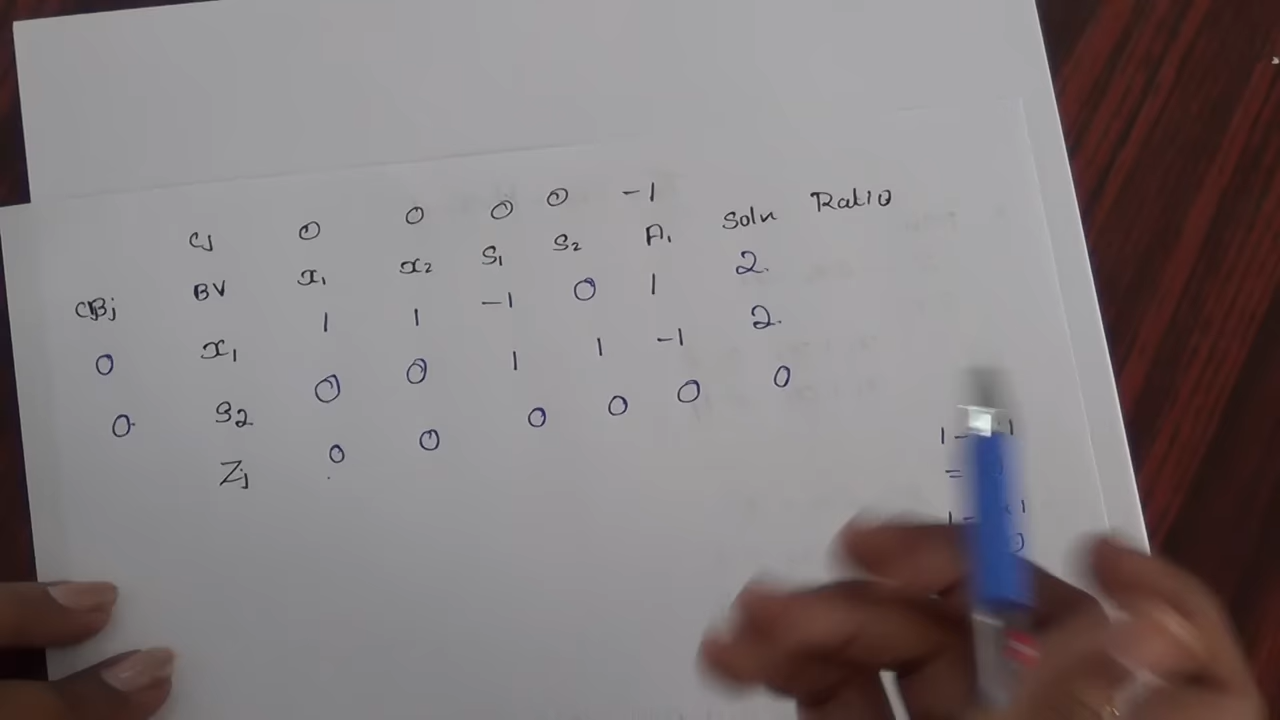 Cj 0 0 0 0 -1
CBj BV x₁ x₂ S₁ S₂ A₁ Soln Ratio
0 x₁ 1 1 -1 0 1 2.
0 S2 0 0 1 1 -1 2.
Zj 0 0 0 0 0 0